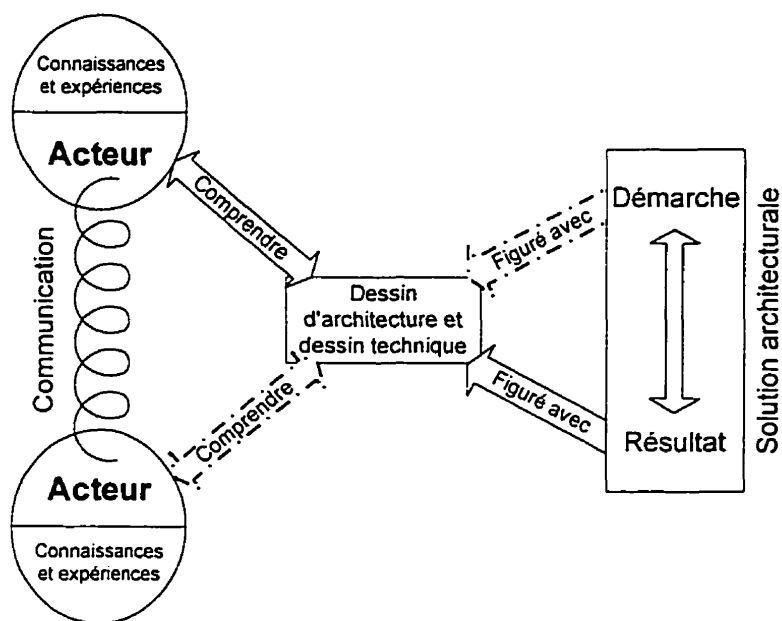 Connaissances
et expériences
Acteur
Communication
Comprendre
Comprendre
Acteur
Connaissances
et expériences
Dessin
d'architecture et
dessin technique
Figuré avec
Figuré avec
Démarche
Résultat
Solution architecturale